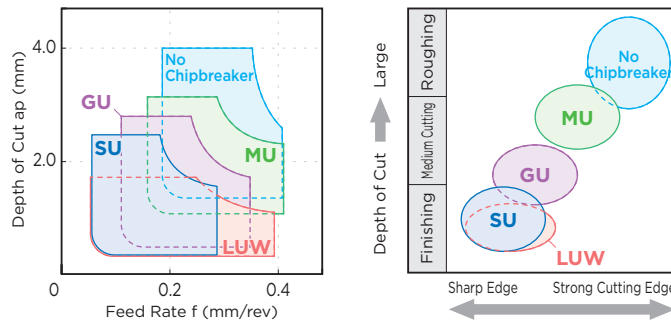 Depth of Cut ap (mm)
4.0
2.0
0
0.2
0.4
Feed Rate f (mm/rev)
No
Chipbreaker
GU
SU
MU
LUW
Depth of Cut
Large
Roughing
Medium Cutting
Finishing
No
Chipbreaker
MU
GU
SU
LUW
Sharp Edge
Strong Cutting Edge